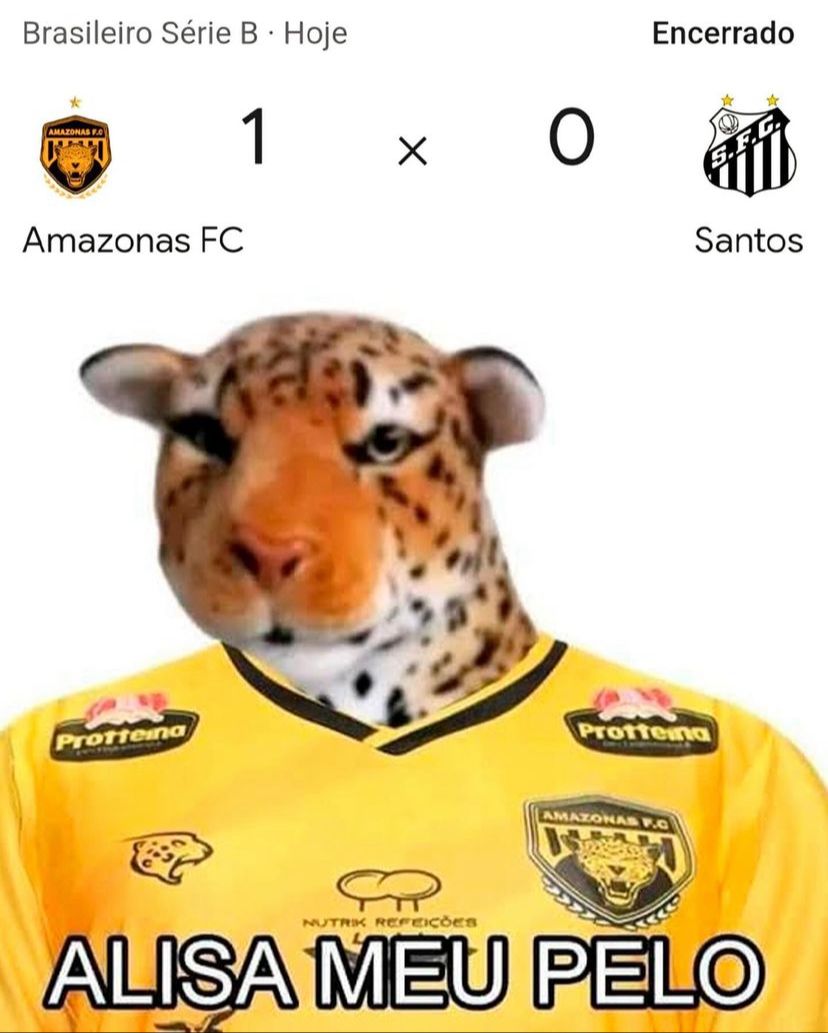 Brasileiro Série B · Hoje
Encerrado
AMAZONAS F.C
1 × 0
S.F.C.
Amazonas FC
Santos
Protteina
Protteina
AMAZONAS F.C
NUTRIK REFEIÇÕES
ALISA MEU PELO